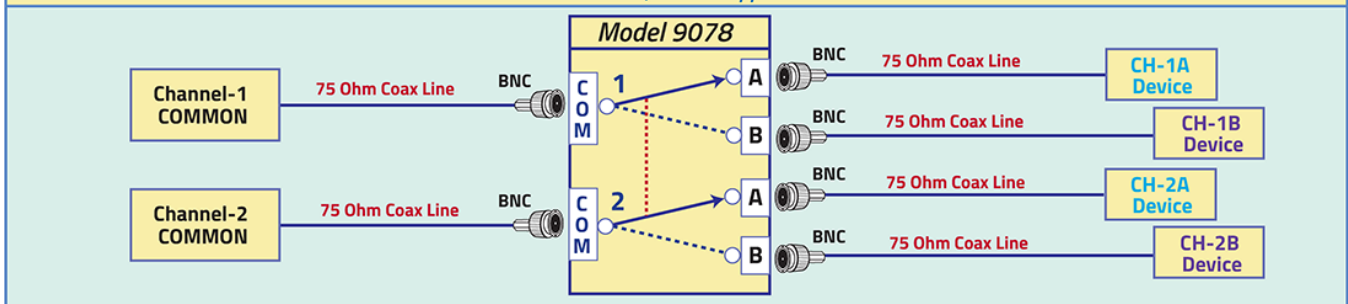 Model 9078
Channel-1
COMMON
75 Ohm Coax Line
BNC
COM
1
A
B
BNC
75 Ohm Coax Line
CH-1A
Device
BNC
75 Ohm Coax Line
CH-1B
Device
Channel-2
COMMON
75 Ohm Coax Line
BNC
COM
2
A
B
BNC
75 Ohm Coax Line
CH-2A
Device
BNC
75 Ohm Coax Line
CH-2B
Device